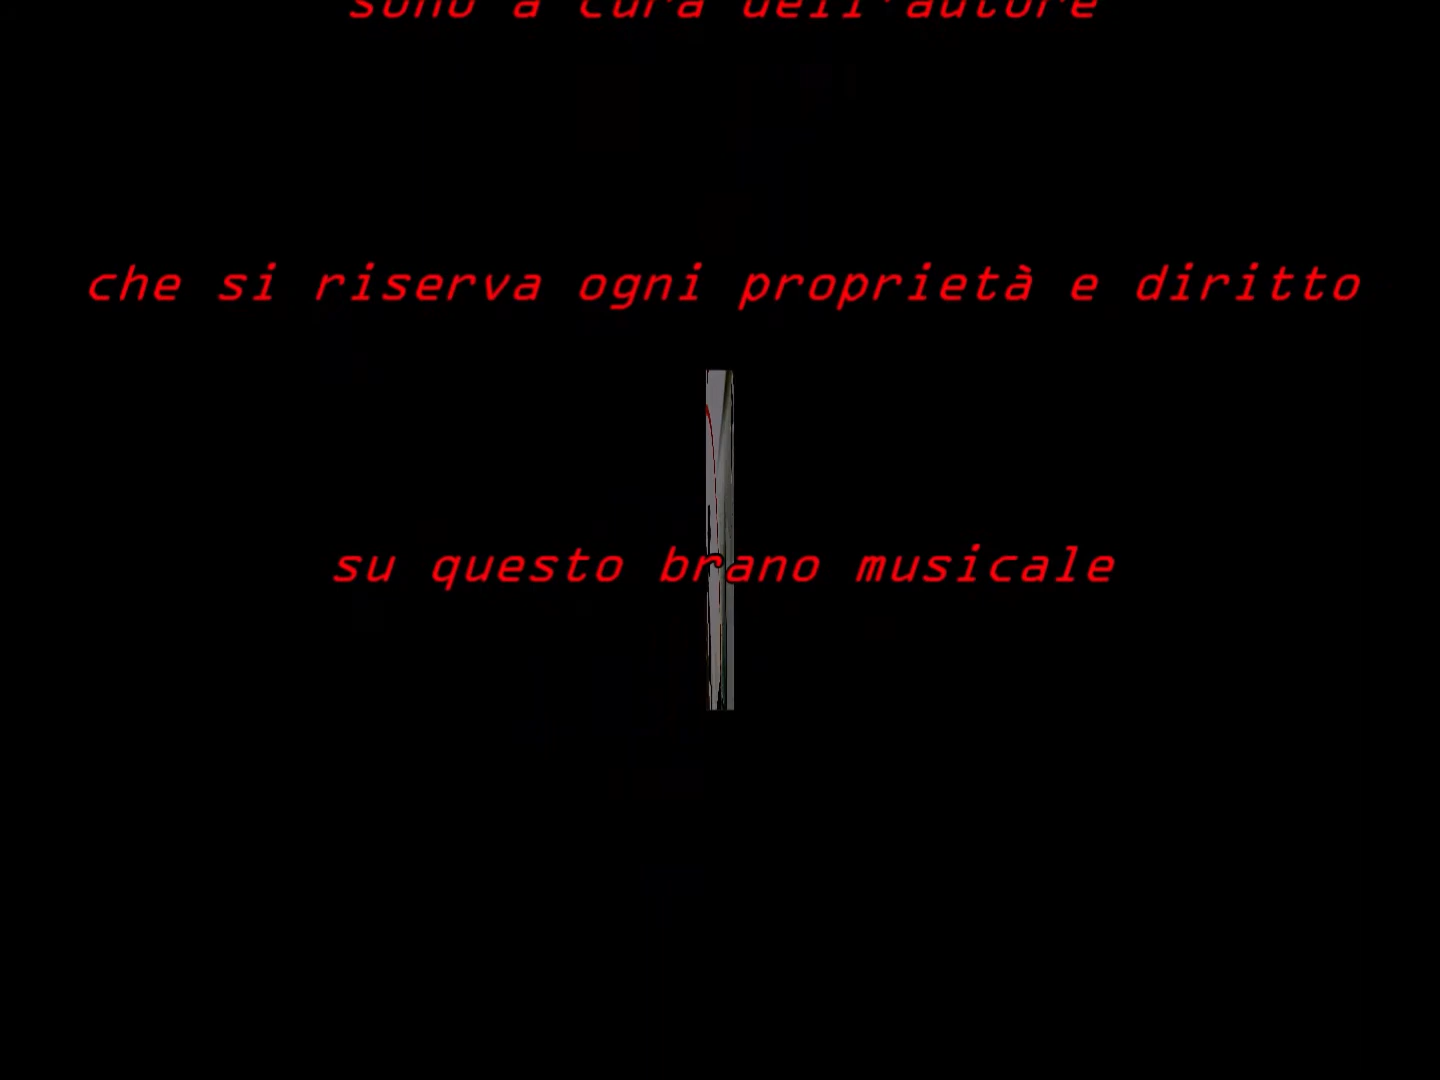 sono a cura dell'autore
che si riserva ogni proprietà e diritto
su questo brano musicale